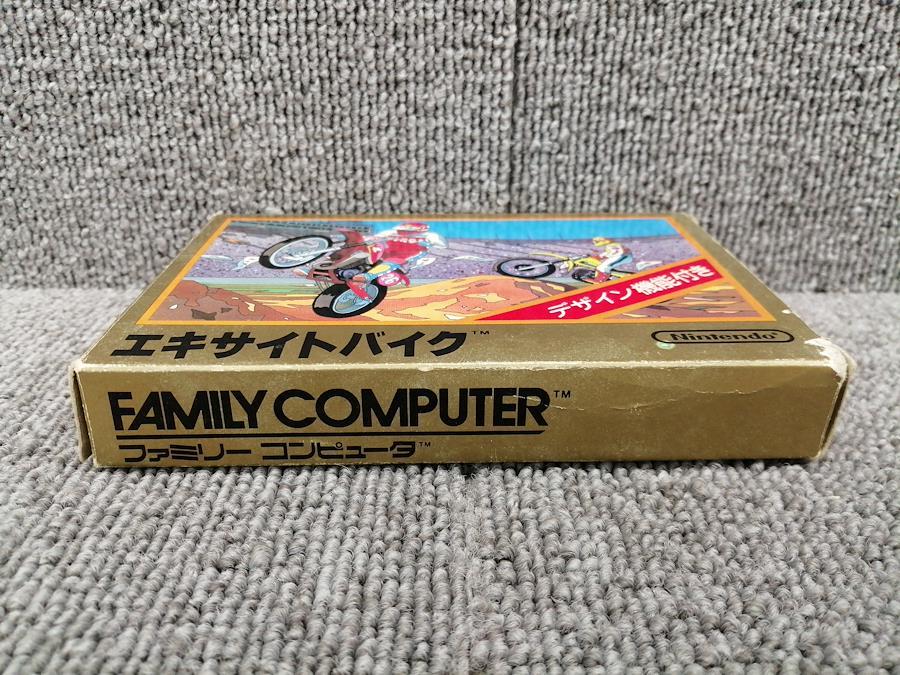 デザイン機能付き
エキサイトバイク™
Nintendo®
FAMILY COMPUTER™
ファミリー コンピュータ™